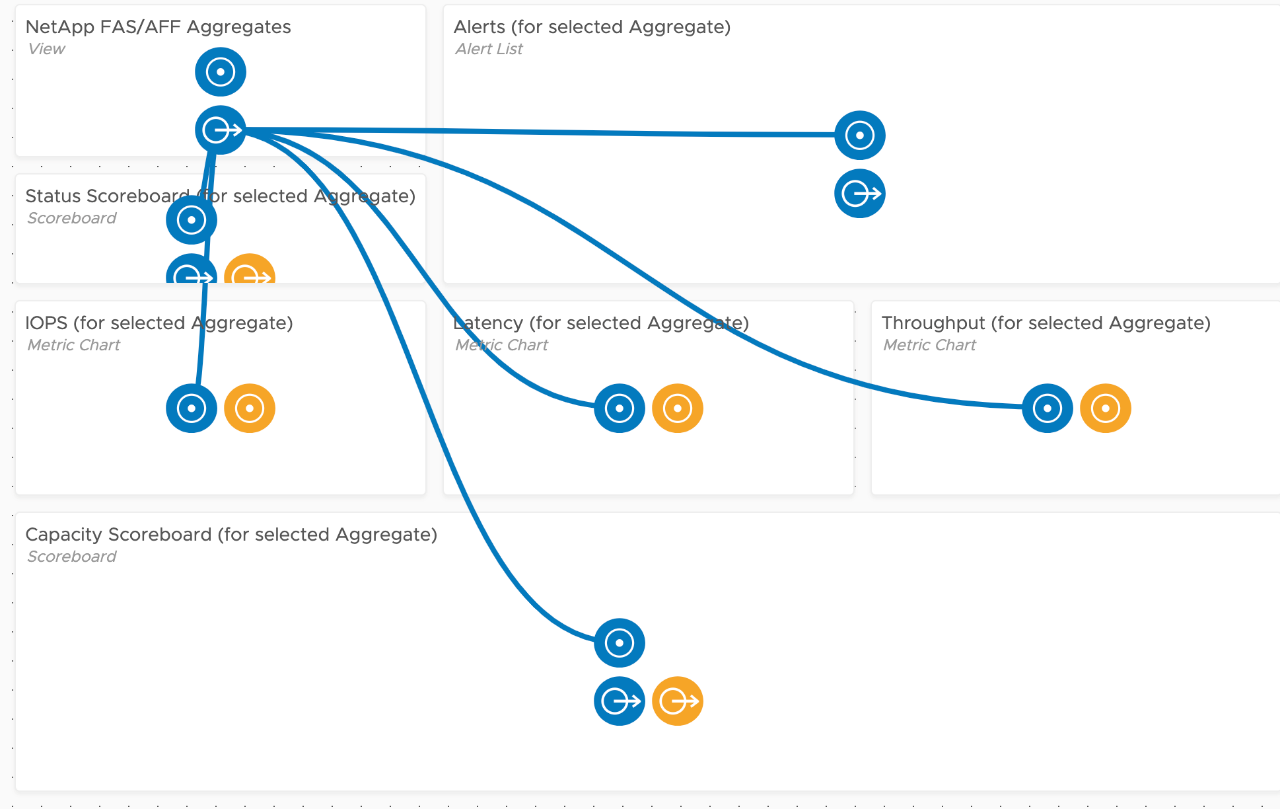 NetApp FAS/AFF Aggregates
View
Alerts (for selected Aggregate)
Alert List
Status Scoreboard (for selected Aggregate)
Scoreboard
IOPS (for selected Aggregate)
Metric Chart
Latency (for selected Aggregate)
Metric Chart
Throughput (for selected Aggregate)
Metric Chart
Capacity Scoreboard (for selected Aggregate)
Scoreboard